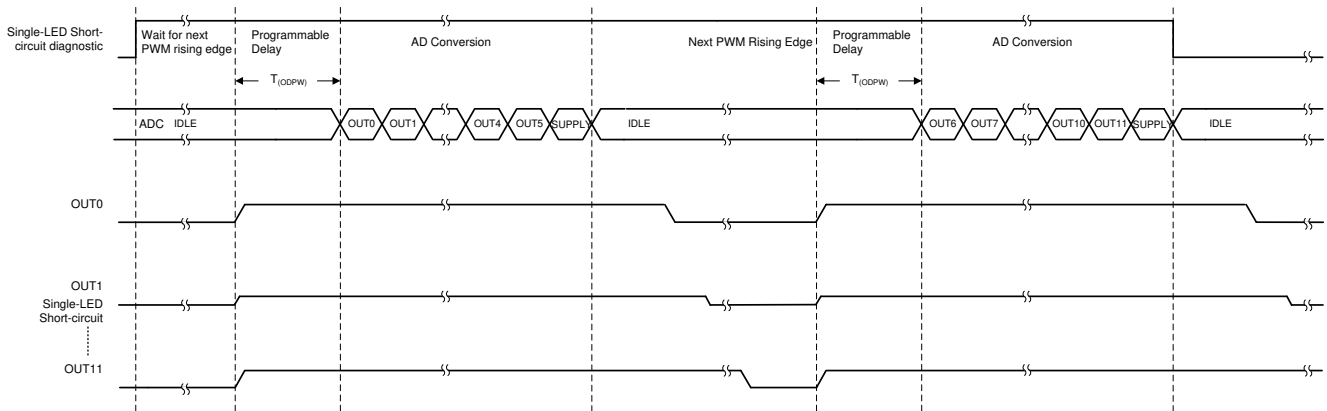 Single-LED Short-
circuit diagnostic
Wait for next
PWM rising edge
Programmable
Delay
AD Conversion
Next PWM Rising Edge
Programmable
Delay
AD Conversion
T(ODPW)
T(ODPW)
ADC IDLE
OUT0
OUT1
OUT4
OUT5
SUPPLY
IDLE
OUT6
OUT7
OUT10
OUT11
SUPPLY
IDLE
OUT0
OUT1
Single-LED
Short-circuit
OUT11